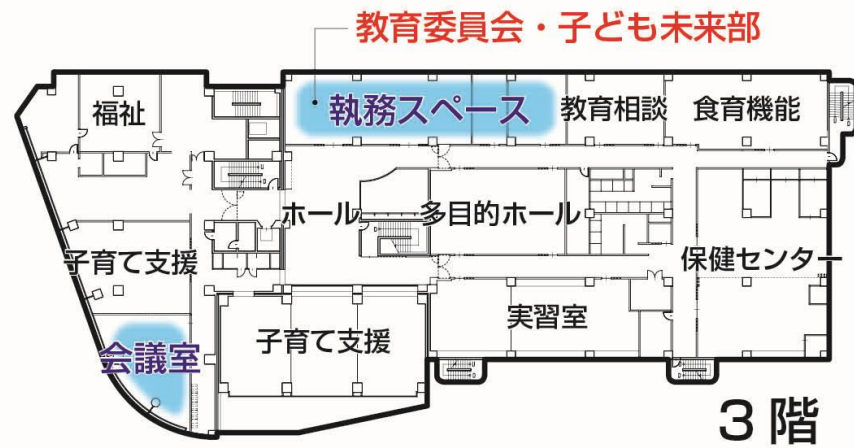 教育委員会・子ども未来部
福祉
執務スペース
教育相談
食育機能
ホール
多目的ホール
子育て支援
保健センター
会議室
子育て支援
実習室
3階